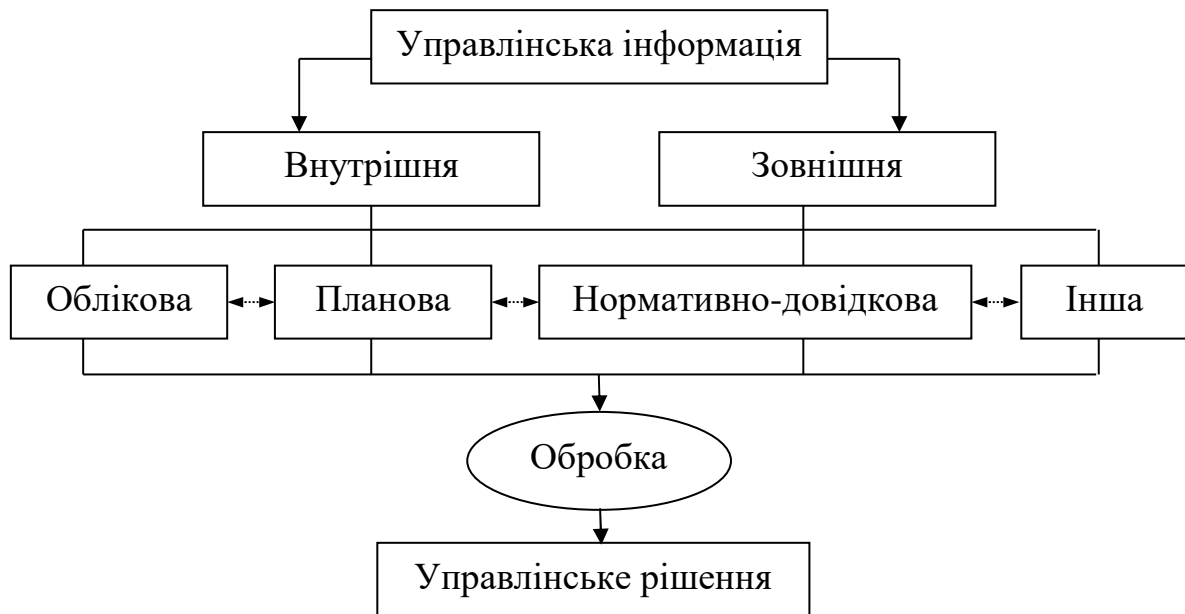 Управлінська інформація
Внутрішня
Зовнішня
Облікова
Планова
Нормативно-довідкова
Інша
Обробка
Управлінське рішення